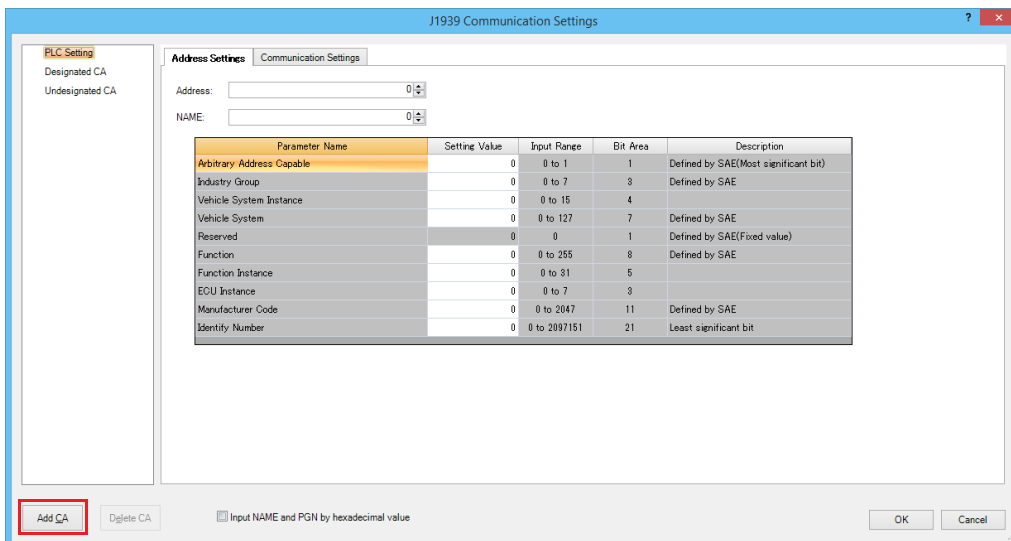 J1939 Communication Settings
? ×
PLC Setting
Designated CA
Undesignated CA
Address Settings Communication Settings
Address: 0
NAME: 0
Parameter Name Setting Value Input Range Bit Area Description
Arbitrary Address Capable 0 0 to 1 1 Defined by SAE(Most significant bit)
Industry Group 0 0 to 7 3 Defined by SAE
Vehicle System Instance 0 0 to 15 4
Vehicle System 0 0 to 127 7 Defined by SAE
Reserved 0 0 1 Defined by SAE(Fixed value)
Function 0 0 to 255 8 Defined by SAE
Function Instance 0 0 to 31 5
ECU Instance 0 0 to 7 3
Manufacturer Code 0 0 to 2047 11 Defined by SAE
Identify Number 0 0 to 2097151 21 Least significant bit
Add CA Delete CA Input NAME and PGN by hexadecimal value OK Cancel